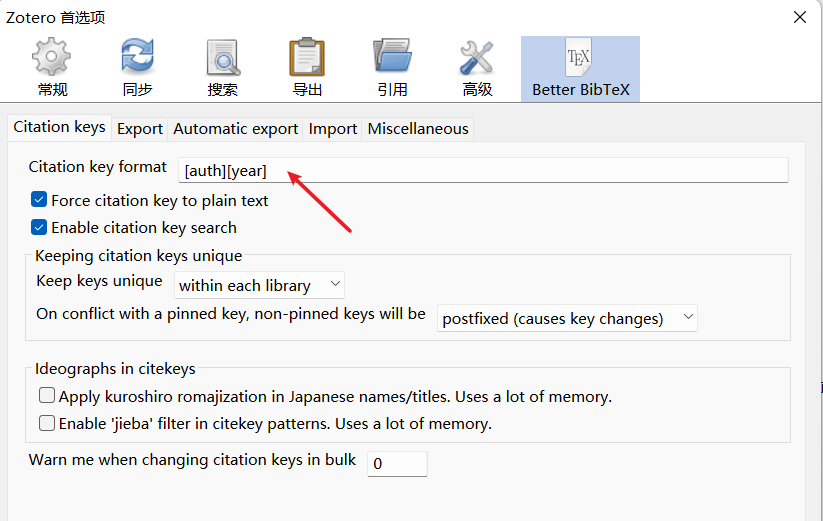 Zotero 首选项
常规 同步 搜索 导出 引用 高级 TEX Better BibTeX
Citation keys Export Automatic export Import Miscellaneous
Citation key format [auth][year]
Force citation key to plain text
Enable citation key search
Keeping citation keys unique
Keep keys unique within each library
On conflict with a pinned key, non-pinned keys will be postfixed (causes key changes)
Ideographs in citekeys
Apply kuroshiro romajization in Japanese names/titles. Uses a lot of memory.
Enable 'jieba' filter in citekey patterns. Uses a lot of memory.
Warn me when changing citation keys in bulk 0